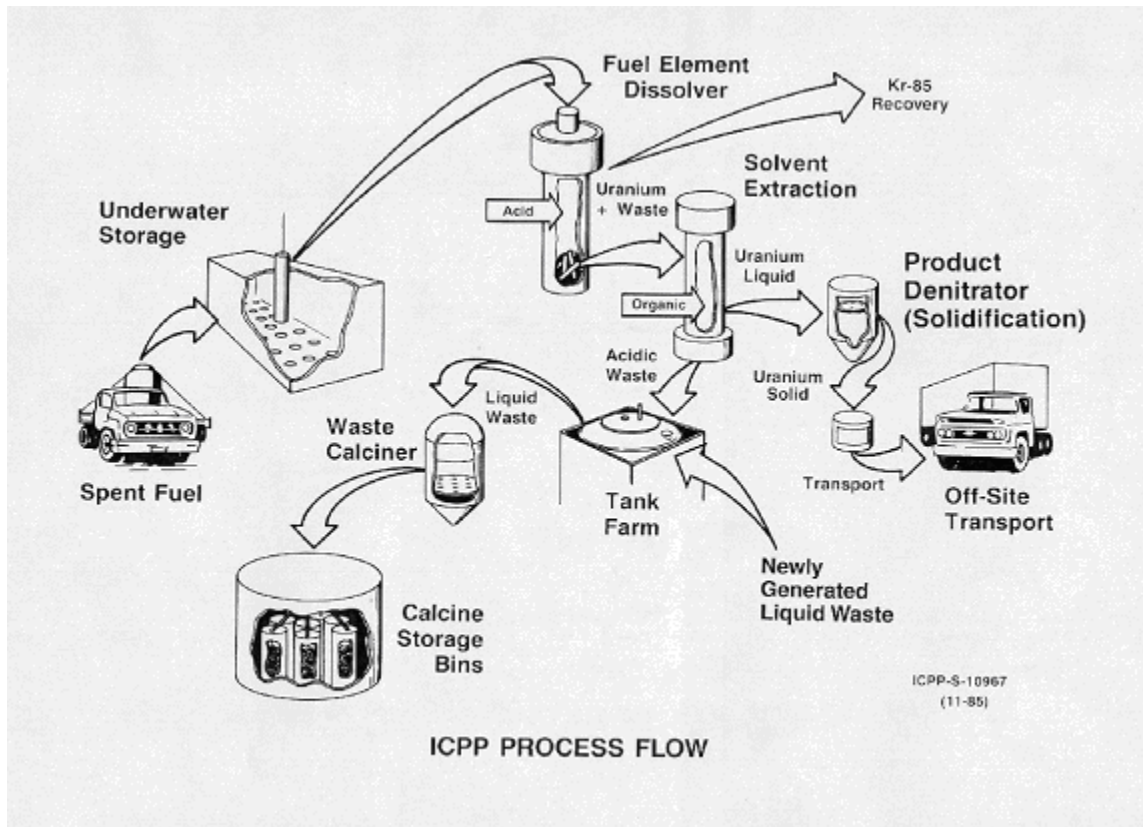 Fuel Element
Dissolver
Kr-85
Recovery
Solvent
Extraction
Underwater
Storage
Acid
Uranium
+ Waste
Uranium
Liquid
Product
Denitrator
(Solidification)
Organic
Acidic
Waste
Uranium
Solid
Liquid
Waste
Waste
Calciner
Spent Fuel
Tank
Farm
Transport
Off-Site
Transport
Newly
Generated
Liquid Waste
Calcine
Storage
Bins
ICPP-S-10967
(11-85)
ICPP PROCESS FLOW